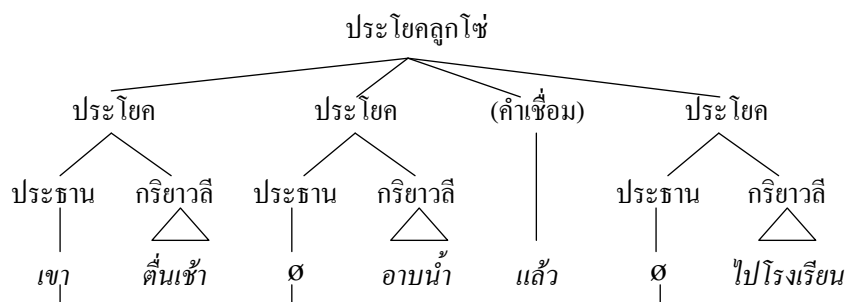 ประโยคลูกโซ่
ประโยค ประโยค (คำเชื่อม) ประโยค
ประธาน กริยาวลี ประธาน กริยาวลี ประธาน กริยาวลี
เขา ตื่นเช้า Ø อาบน้ำ แล้ว Ø ไปโรงเรียน